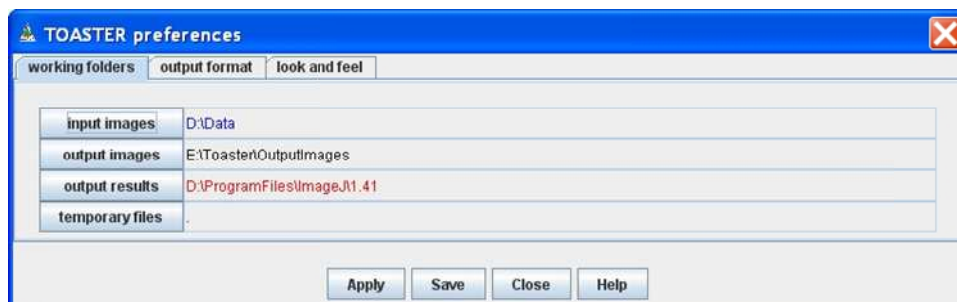 TOASTER preferences
working folders output format look and feel
input images D:\Data
output images E:\Toaster\OutputImages
output results D:\ProgramFiles\ImageJ\1.41
temporary files .
Apply Save Close Help